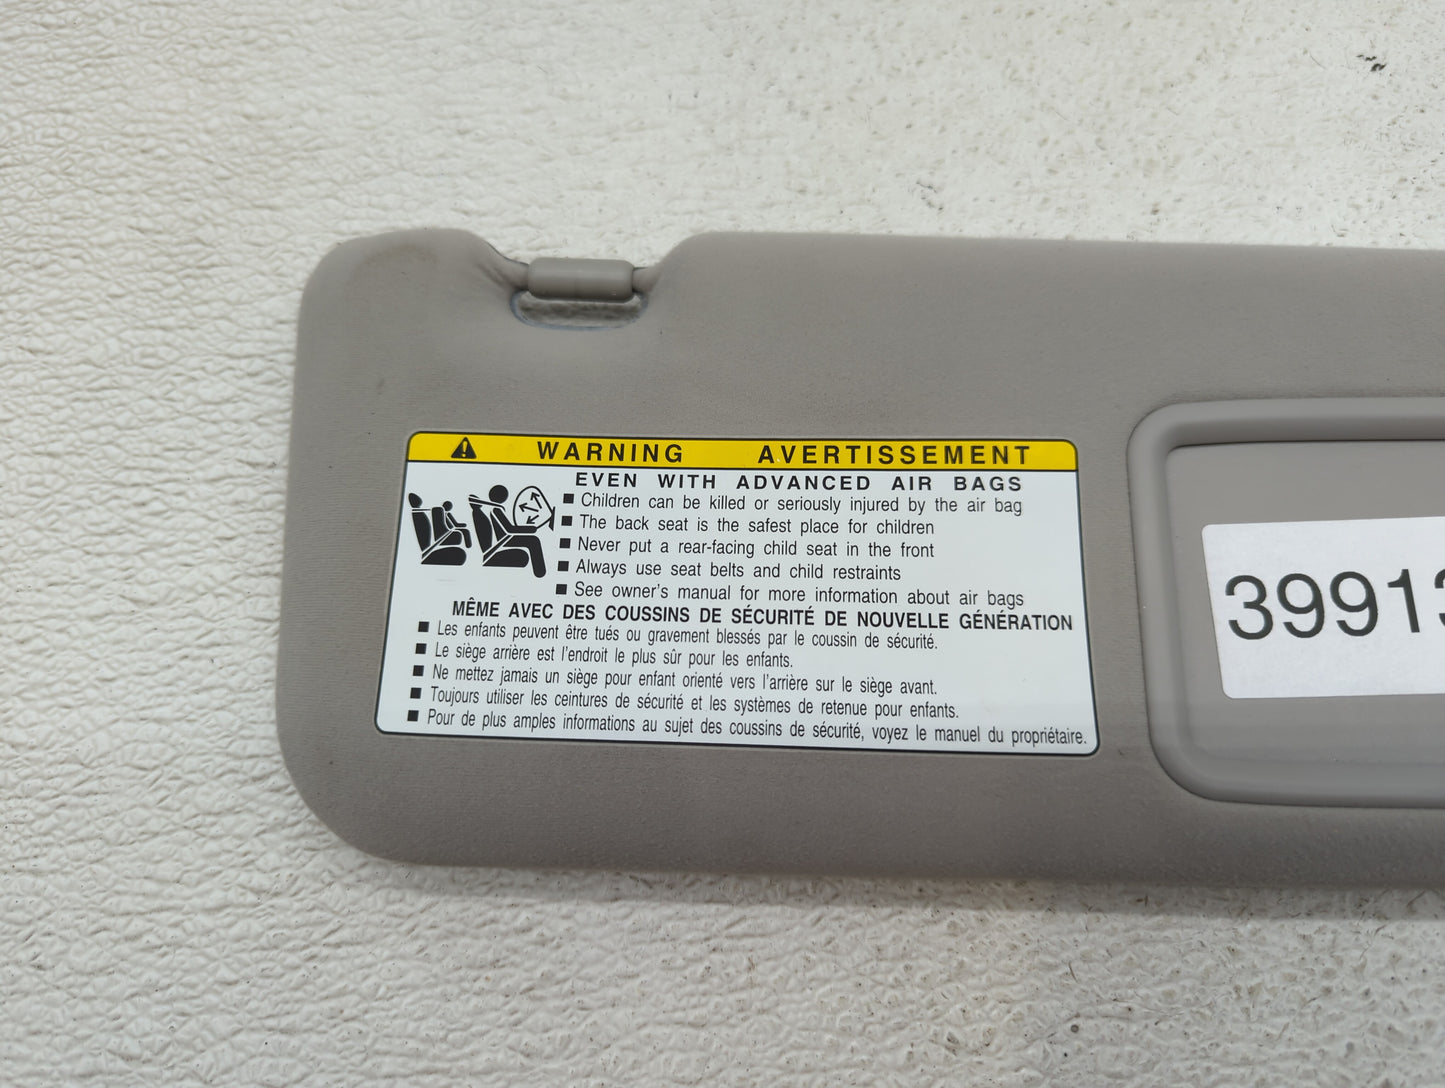 WARNING AVERTISSEMENT
EVEN WITH ADVANCED AIR BAGS
■ Children can be killed or seriously injured by the air bag
■ The back seat is the safest place for children
■ Never put a rear-facing child seat in the front
■ Always use seat belts and child restraints
■ See owner's manual for more information about air bags
MÊME AVEC DES COUSSINS DE SÉCURITÉ DE NOUVELLE GÉNÉRATION
■ Les enfants peuvent être tués ou gravement blessés par le coussin de sécurité.
■ Le siège arrière est l'endroit le plus sûr pour les enfants.
■ Ne mettez jamais un siège pour enfant orienté vers l'arrière sur le siège avant.
■ Toujours utiliser les ceintures de sécurité et les systèmes de retenue pour enfants.
■ Pour de plus amples informations au sujet des coussins de sécurité, voyez le manuel du propriétaire.
39913